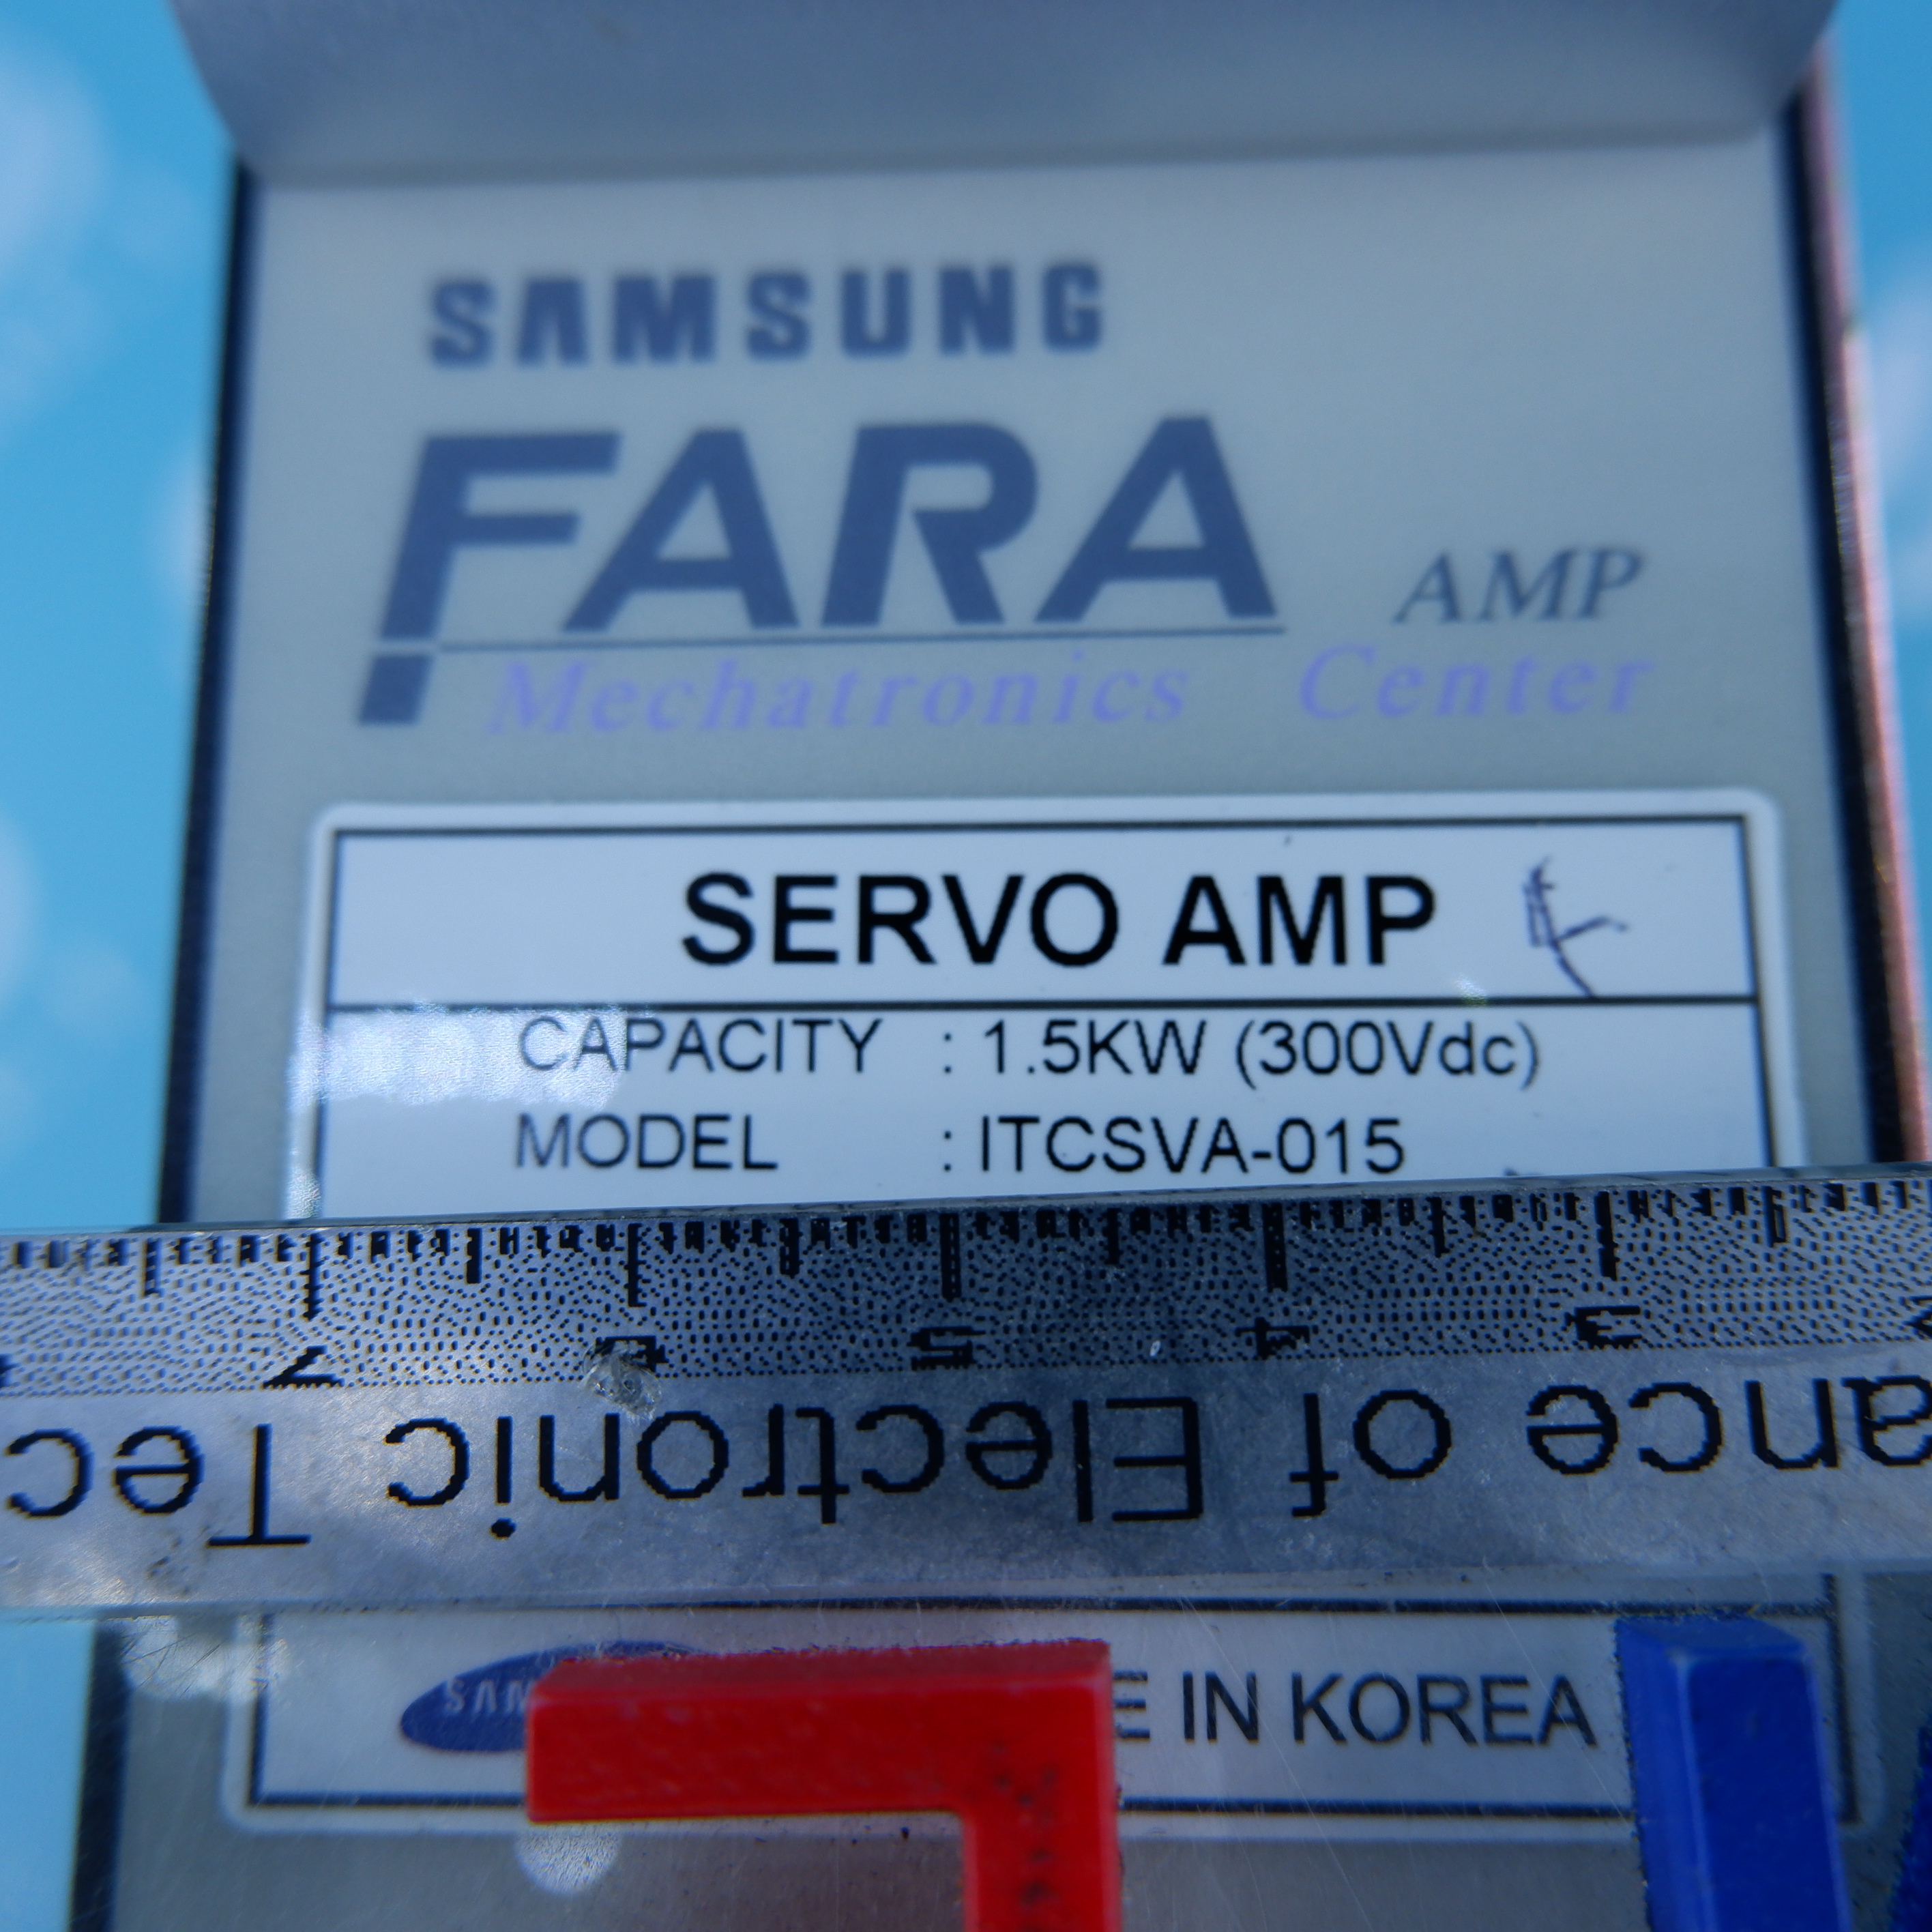 SAMSUNG
FARA AMP
Mechatronics Center
SERVO AMP
CAPACITY : 1.5KW (300Vdc)
MODEL : ITCSVA-015
7 6 5 4 3
ance of Electronic Tec
SAM
E IN KOREA